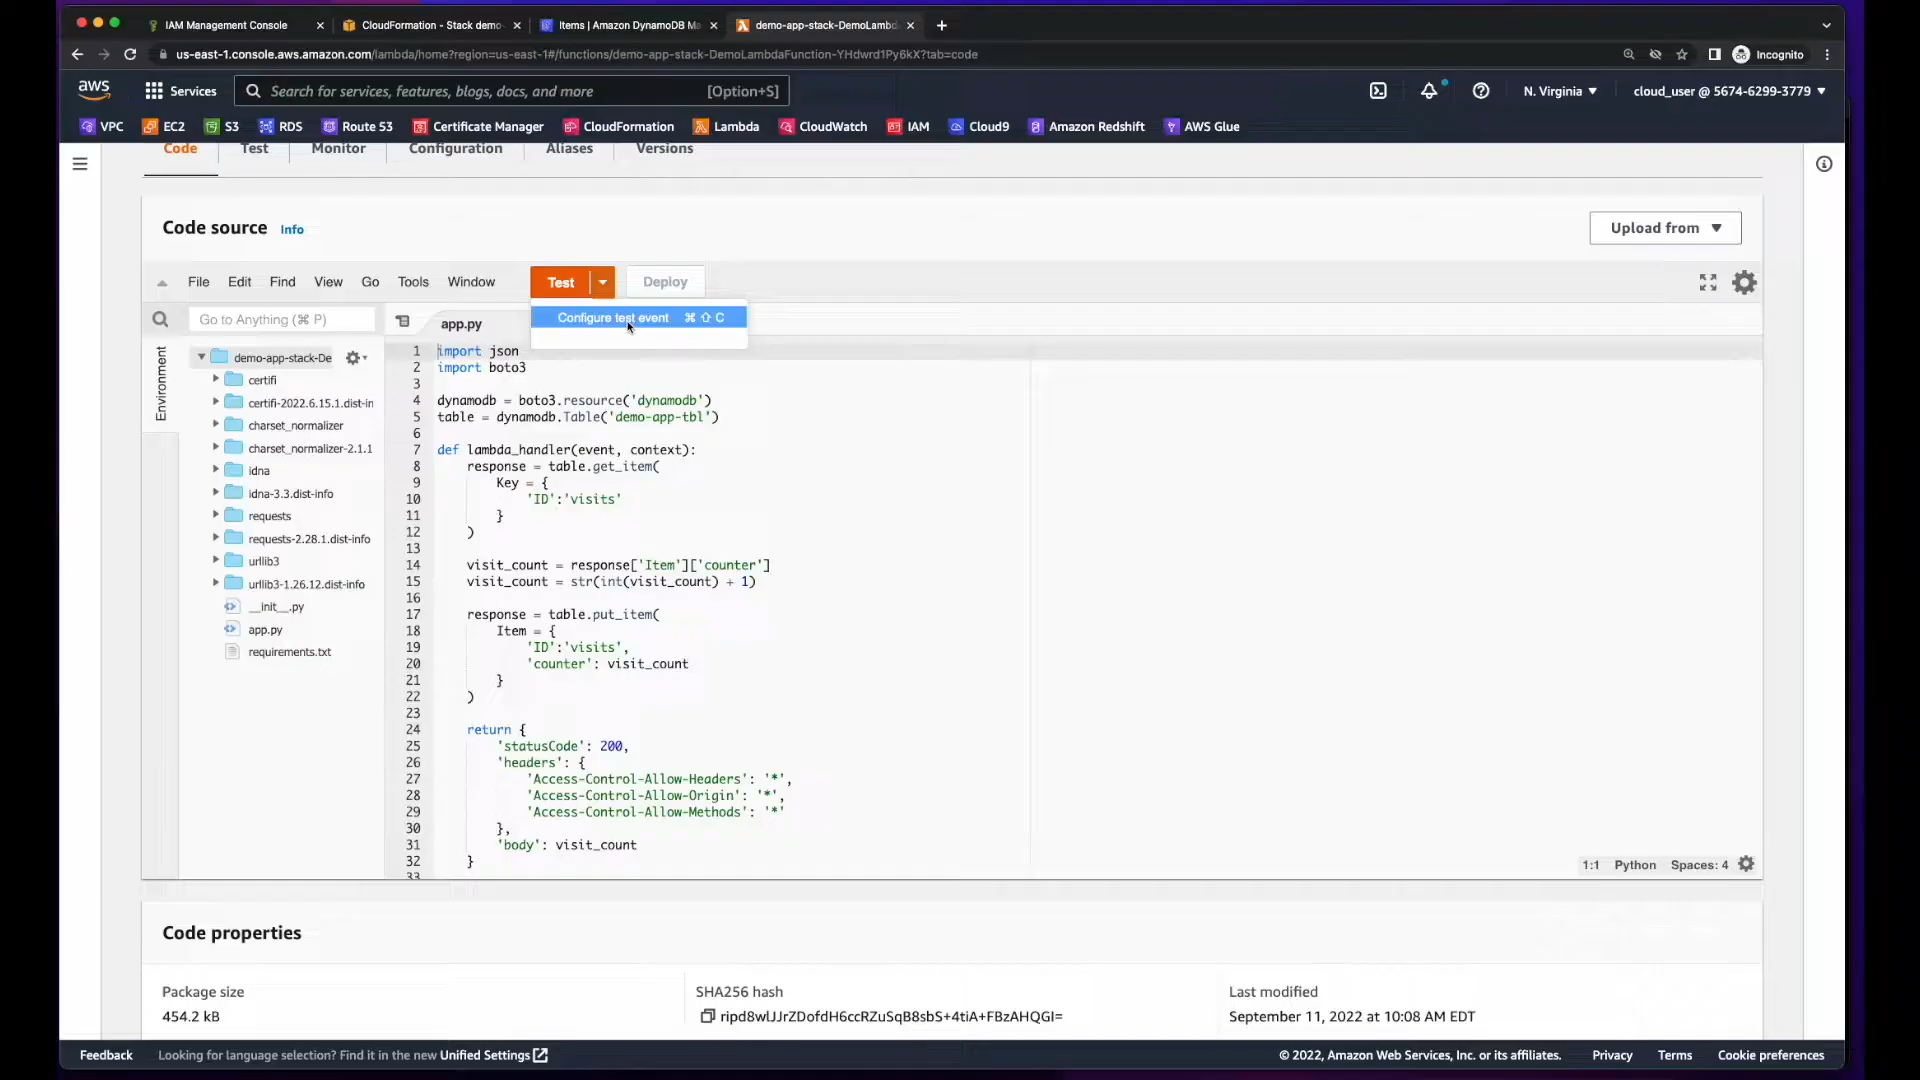 IAM Management Console
CloudFormation - Stack demo-
Items | Amazon DynamoDB Ma
demo-app-stack-DemoLambd
us-east-1.console.aws.amazon.com/lambda/home?region=us-east-1#/functions/demo-app-stack-DemoLambdaFunction-YHdwrd1Py6kX?tab=code
Incognito
aws
Services
Search for services, features, blogs, docs, and more
[Option+S]
N. Virginia
cloud_user @ 5674-6299-3779
VPC
EC2
S3
RDS
Route 53
Certificate Manager
CloudFormation
Lambda
CloudWatch
IAM
Cloud9
Amazon Redshift
AWS Glue
Code
Test
Monitor
Configuration
Aliases
Versions
Code source
Info
Upload from
File
Edit
Find
View
Go
Tools
Window
Test
Deploy
Configure test event ⌘ ⇧ C
Go to Anything (⌘ P)
app.py
Environment
demo-app-stack-De
certifi
certifi-2022.6.15.1.dist-in
charset_normalizer
charset_normalizer-2.1.1
idna
idna-3.3.dist-info
requests
requests-2.28.1.dist-info
urllib3
urllib3-1.26.12.dist-info
__init__.py
app.py
requirements.txt
1 import json
2 import boto3
3
4 dynamodb = boto3.resource('dynamodb')
5 table = dynamodb.Table('demo-app-tbl')
6
7 def lambda_handler(event, context):
8 response = table.get_item(
9 Key = {
10 'ID':'visits'
11 }
12 )
13
14 visit_count = response['Item']['counter']
15 visit_count = str(int(visit_count) + 1)
16
17 response = table.put_item(
18 Item = {
19 'ID':'visits',
20 'counter': visit_count
21 }
22 )
23
24 return {
25 'statusCode': 200,
26 'headers': {
27 'Access-Control-Allow-Headers': '*',
28 'Access-Control-Allow-Origin': '*',
29 'Access-Control-Allow-Methods': '*'
30 },
31 'body': visit_count
32 }
33
1:1 Python Spaces: 4
Code properties
Package size
454.2 kB
SHA256 hash
ripd8wlJJrZDofdH6ccRZuSqB8sbS+4tiA+FBzAHQGI=
Last modified
September 11, 2022 at 10:08 AM EDT
Feedback
Looking for language selection? Find it in the new Unified Settings
© 2022, Amazon Web Services, Inc. or its affiliates.
Privacy
Terms
Cookie preferences